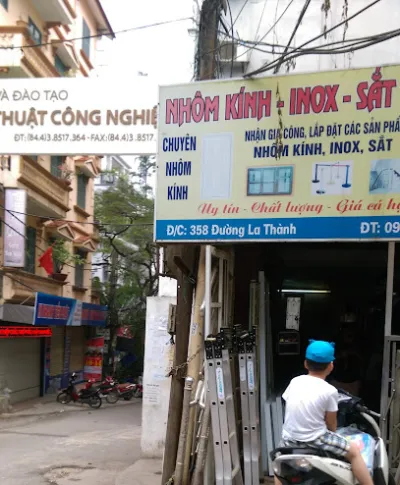 VÀ ĐÀO TẠO
THUẬT CÔNG NGHIỆ
ĐT: (84.4)3.8517.364 - FAX:(84.4)3.8517
NHÔM KÍNH - INOX - SẮT
CHUYÊN
NHÔM
KÍNH
NHẬN GIA CÔNG, LẮP ĐẶT CÁC SẢN PHẨ
NHÔM KÍNH, INOX, SẮT
Uy tín - Chất lượng - Giá cả h
Đ/C: 358 Đường La Thành
ĐT: 09